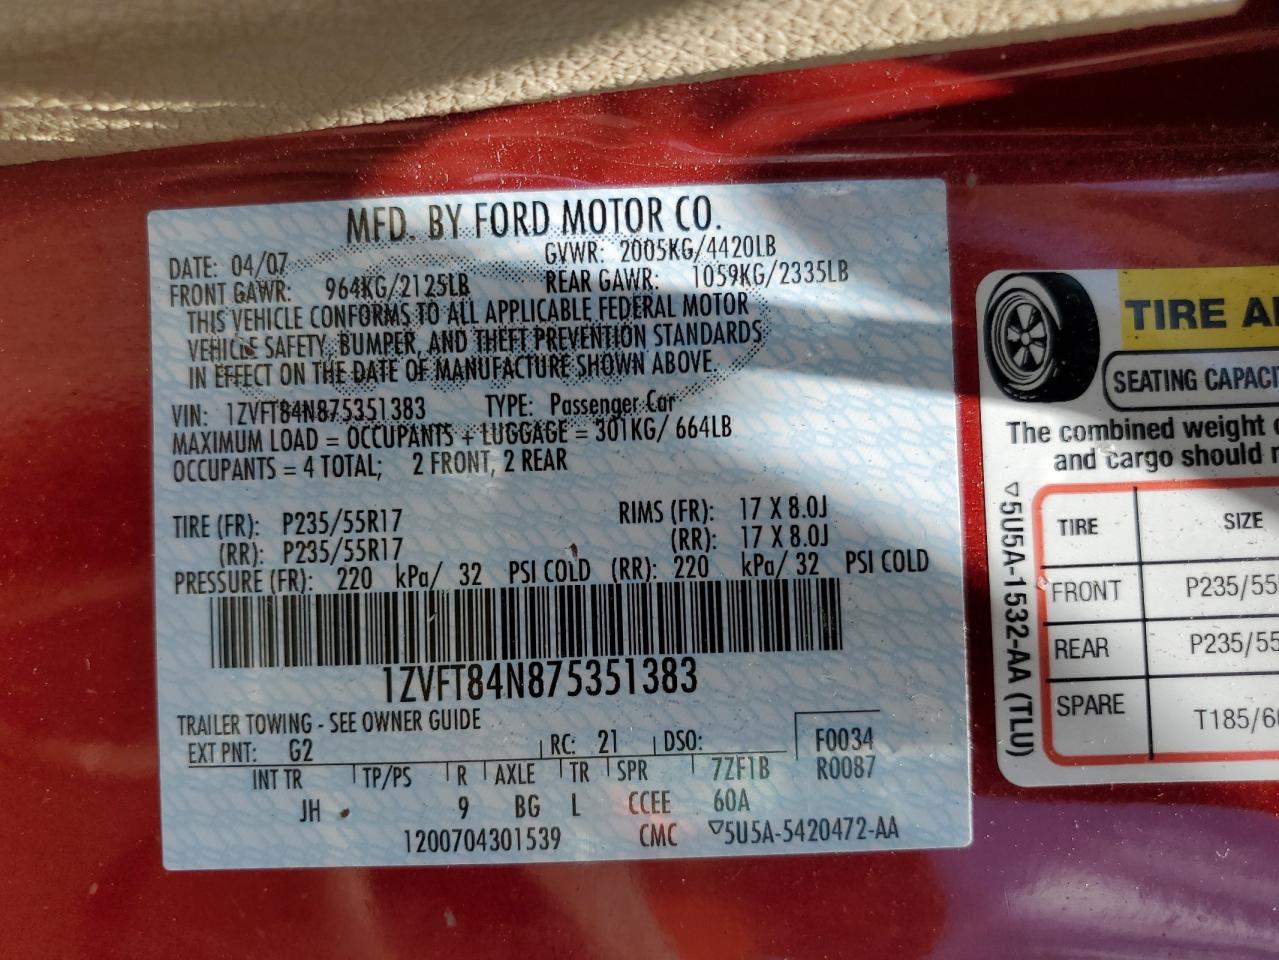 MFD. BY FORD MOTOR CO.
DATE: 04/07 GVWR: 2005KG/4420LB
FRONT GAWR: 964KG/2125LB REAR GAWR: 1059KG/2335LB
THIS VEHICLE CONFORMS TO ALL APPLICABLE FEDERAL MOTOR
VEHICLE SAFETY, BUMPER, AND THEFT PREVENTION STANDARDS
IN EFFECT ON THE DATE OF MANUFACTURE SHOWN ABOVE.
VIN: 1ZVFT84N875351383 TYPE: Passenger Car
MAXIMUM LOAD = OCCUPANTS + LUGGAGE = 301KG/ 664LB
OCCUPANTS = 4 TOTAL; 2 FRONT, 2 REAR
TIRE (FR): P235/55R17 RIMS (FR): 17 X 8.0J
(RR): P235/55R17 (RR): 17 X 8.0J
PRESSURE (FR): 220 kPa/ 32 PSI COLD (RR): 220 kPa/ 32 PSI COLD
1ZVFT84N875351383
TRAILER TOWING - SEE OWNER GUIDE
EXT PNT: G2 RC: 21 DSO: F0034
INT TR TP/PS R AXLE TR SPR 7ZF1B R0087
JH 9 BG L CCEE 60A
1200704301539 CMC ▽5U5A-5420472-AA
TIRE A
SEATING CAPACI
The combined weight
and cargo should
▽5U5A-1532-AA (TLU)
TIRE SIZE
FRONT P235/55
REAR P235/55
SPARE T185/6